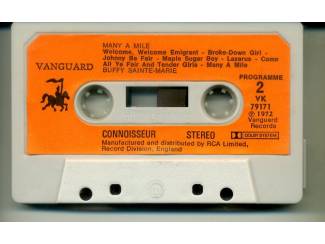 MANY A MILE
Welcome, Welcome Emigrant - Broke-Down Girl -
Johnny Be Fair - Maple Sugar Boy - Lazarus - Come
All Ye Fair And Tender Girls - Many A Mile
BUFFY SAINTE-MARIE
VANGUARD
PROGRAMME
2
VK
79171
℗ 1972
Vanguard
Records
CONNOISSEUR STEREO DOLBY SYSTEM
Manufactured and distributed by RCA Limited,
Record Division, England